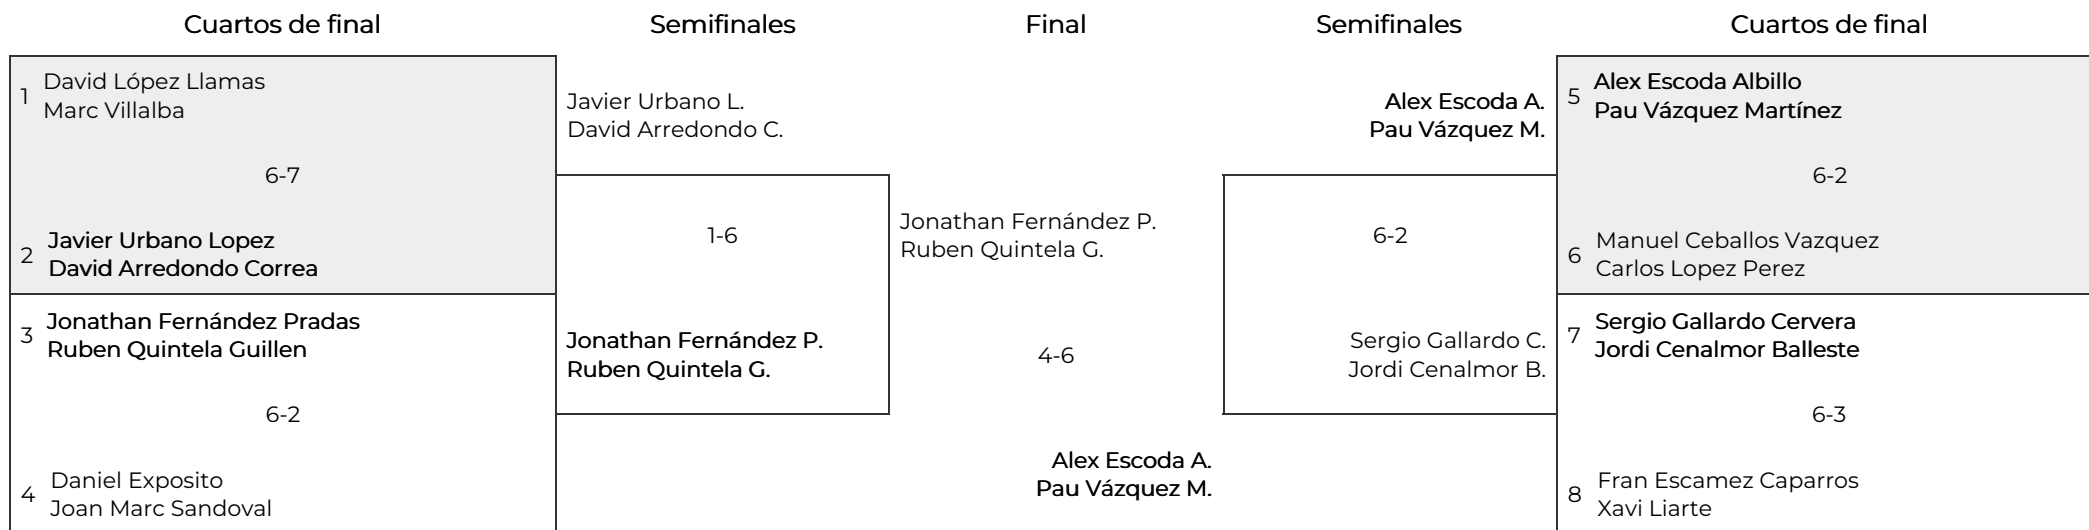 Cuartos de final
Semifinales
Final
Semifinales
Cuartos de final
1
David López Llamas
Marc Villalba
6-7
2
Javier Urbano Lopez
David Arredondo Correa
3
Jonathan Fernández Pradas
Ruben Quintela Guillen
6-2
4
Daniel Exposito
Joan Marc Sandoval
Javier Urbano L.
David Arredondo C.
1-6
Jonathan Fernández P.
Ruben Quintela G.
Jonathan Fernández P.
Ruben Quintela G.
4-6
Alex Escoda A.
Pau Vázquez M.
Alex Escoda A.
Pau Vázquez M.
6-2
Sergio Gallardo C.
Jordi Cenalmor B.
5
Alex Escoda Albillo
Pau Vázquez Martínez
6-2
6
Manuel Ceballos Vazquez
Carlos Lopez Perez
7
Sergio Gallardo Cervera
Jordi Cenalmor Balleste
6-3
8
Fran Escamez Caparros
Xavi Liarte